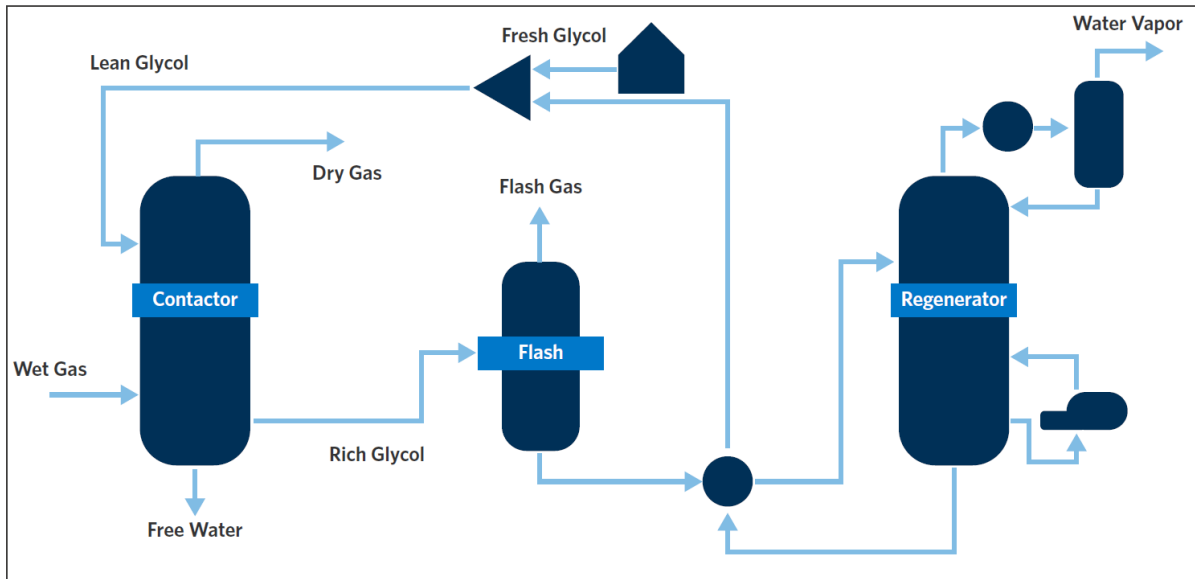 Water Vapor
Fresh Glycol
Lean Glycol
Dry Gas
Flash Gas
Contactor
Regenerator
Flash
Wet Gas
Rich Glycol
Free Water